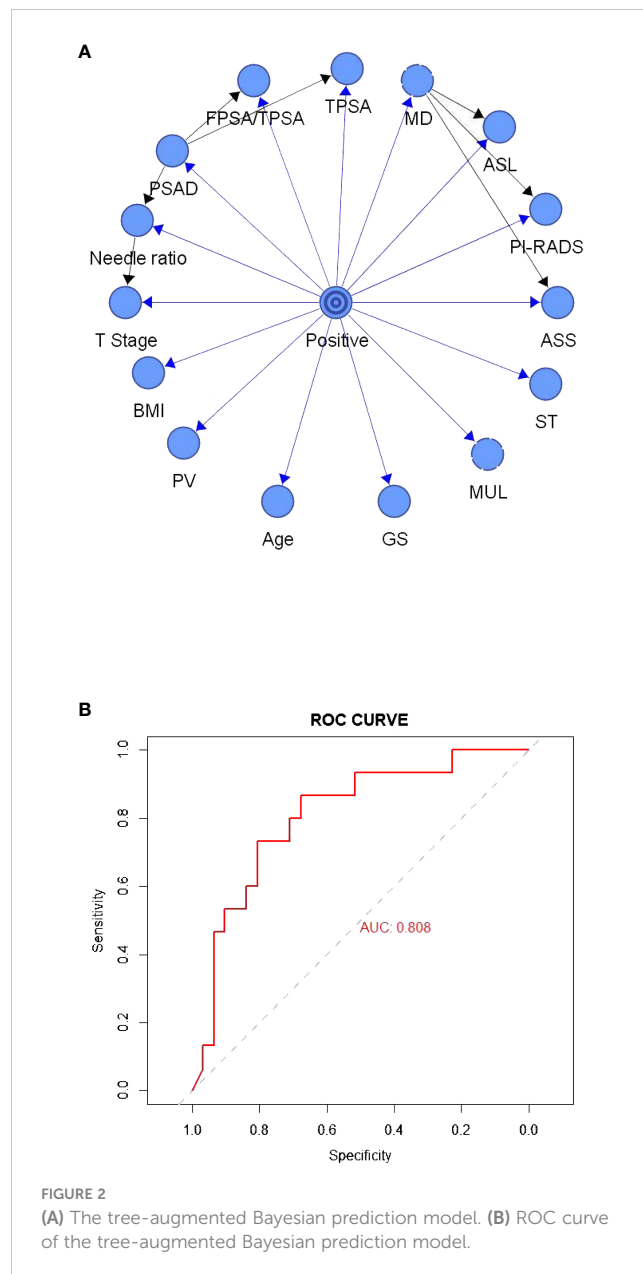 A
FPSA/TPSA
TPSA
MD
ASL
PSAD
PI-RADS
Needle ratio
T Stage
Positive
ASS
BMI
ST
PV
MUL
Age
GS
B
ROC CURVE
1.0
0.8
0.6
0.4
0.2
0.0
Sensitivity
AUC: 0.808
1.0 0.8 0.6 0.4 0.2 0.0
Specificity
FIGURE 2
(A) The tree-augmented Bayesian prediction model. (B) ROC curve
of the tree-augmented Bayesian prediction model.